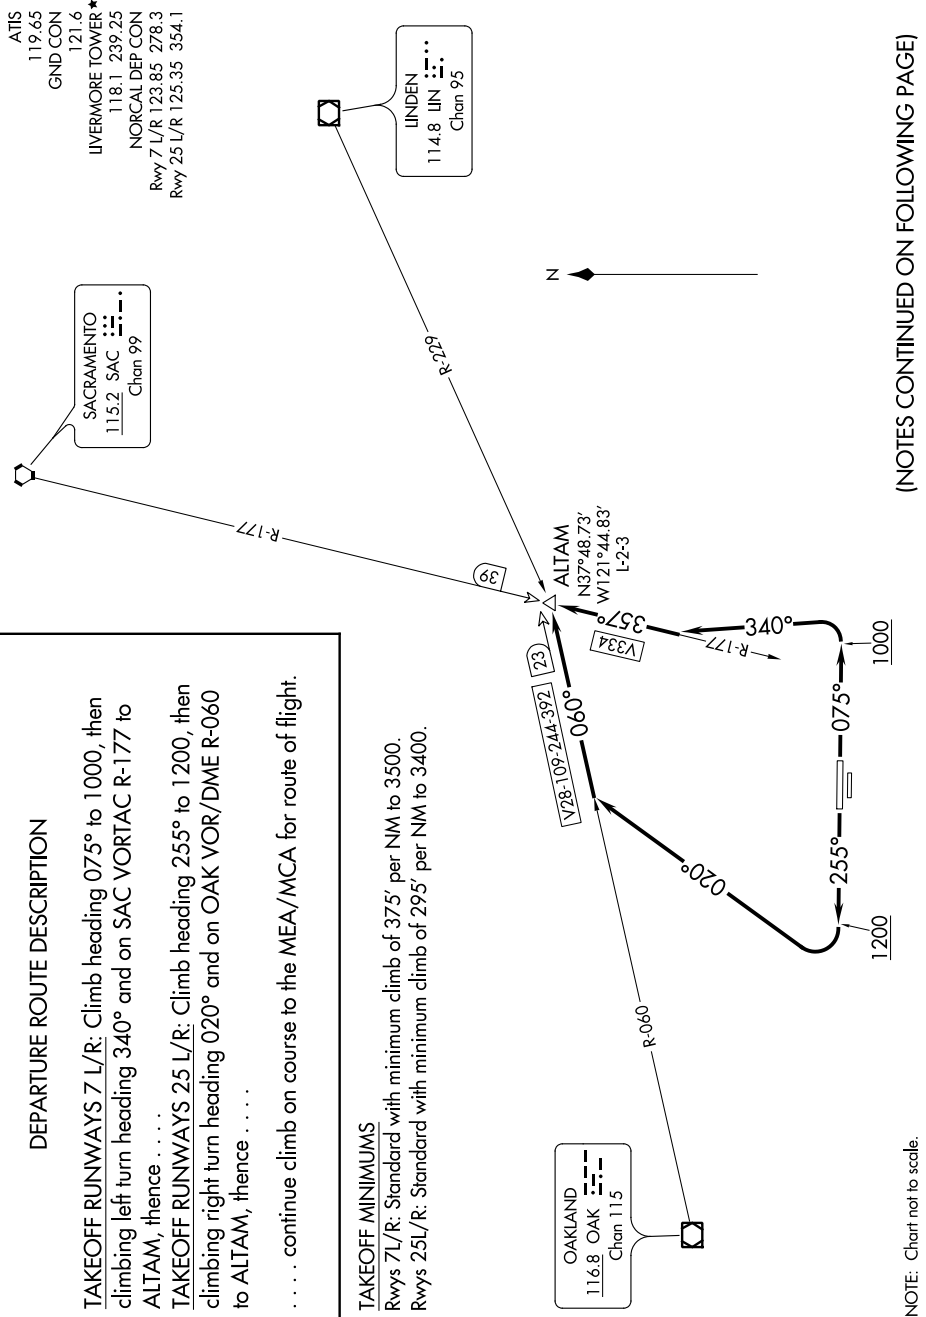 DEPARTURE ROUTE DESCRIPTION
TAKEOFF RUNWAYS 7 L/R: Climb heading 075° to 1000, then
climbing left turn heading 340° and on SAC VORTAC R-177 to
ALTAM, thence . . . .
TAKEOFF RUNWAYS 25 L/R: Climb heading 255° to 1200, then
climbing right turn heading 020° and on OAK VOR/DME R-060
to ALTAM, thence . . . .
. . . . continue climb on course to the MEA/MCA for route of flight.
TAKEOFF MINIMUMS
Rwys 7L/R: Standard with minimum climb of 375' per NM to 3500.
Rwys 25L/R: Standard with minimum climb of 295' per NM to 3400.
ATIS
119.65
GND CON
121.6
LIVERMORE TOWER★
118.1 239.25
NORCAL DEP CON
Rwy 7 L/R 123.85 278.3
Rwy 25 L/R 125.35 354.1
SACRAMENTO
115.2 SAC
Chan 99
LINDEN
114.8 LIN
Chan 95
R-177
R-229
39
ALTAM
N37°48.73'
W121°44.83'
L-2-3
23
V28-109-244-392
060°
357°
V334
R-177
340°
020°
R-060
OAKLAND
116.8 OAK
Chan 115
255°
075°
1200
1000
N
NOTE: Chart not to scale.
(NOTES CONTINUED ON FOLLOWING PAGE)